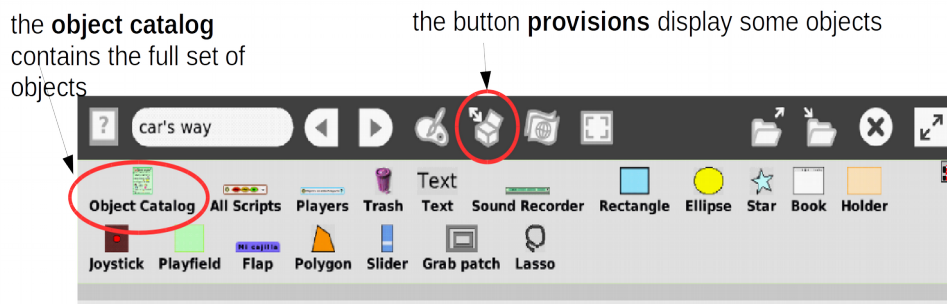 the object catalog
contains the full set of
objects
the button provisions display some objects
?
car's way
Text
Object Catalog All Scripts Players Trash Text Sound Recorder Rectangle Ellipse Star Book Holder
Mi cajita
Joystick Playfield Flap Polygon Slider Grab patch Lasso